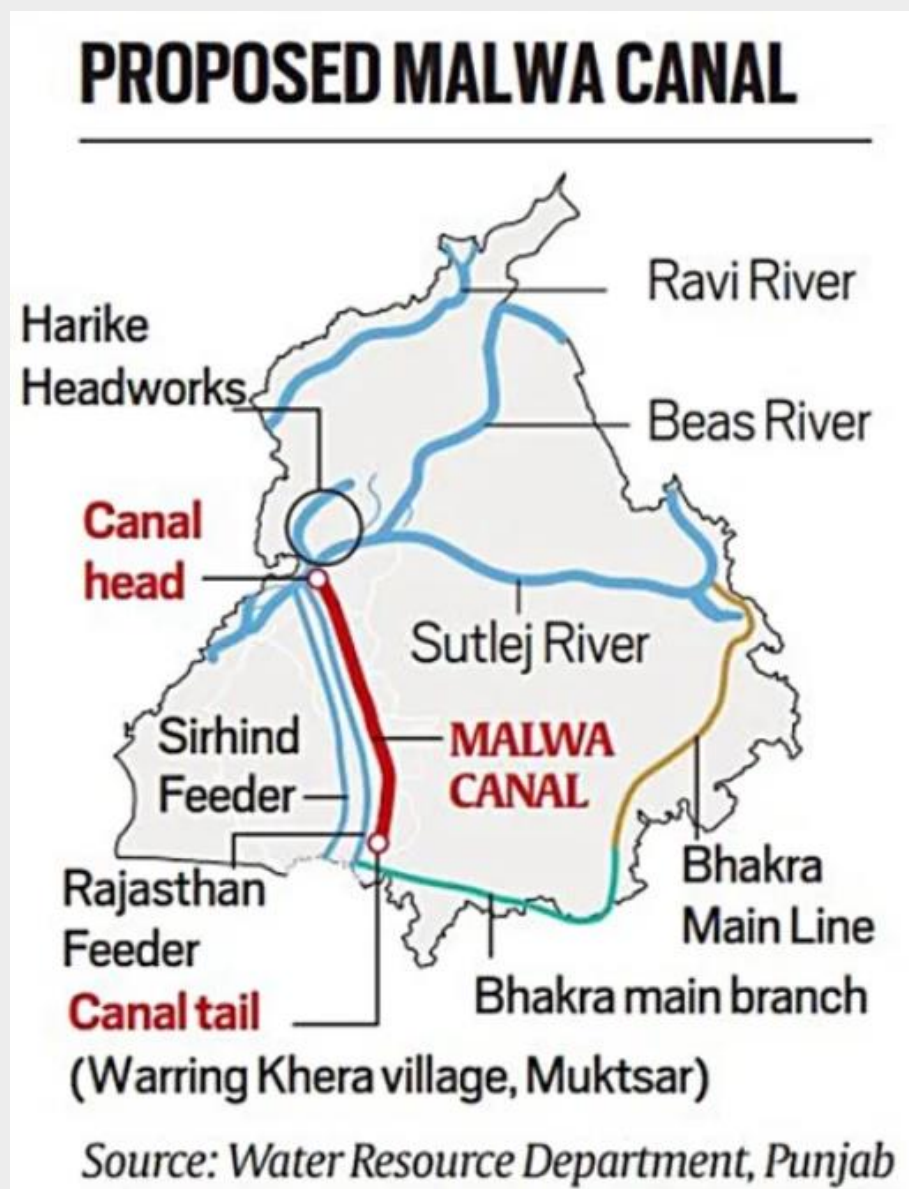 PROPOSED MALWA CANAL
Ravi River
Harike
Headworks
Beas River
Canal
head
Sutlej River
Sirhind
Feeder
MALWA
CANAL
Rajasthan
Feeder
Bhakra
Main Line
Canal tail
Bhakra main branch
(Warring Khera village, Muktsar)
Source: Water Resource Department, Punjab